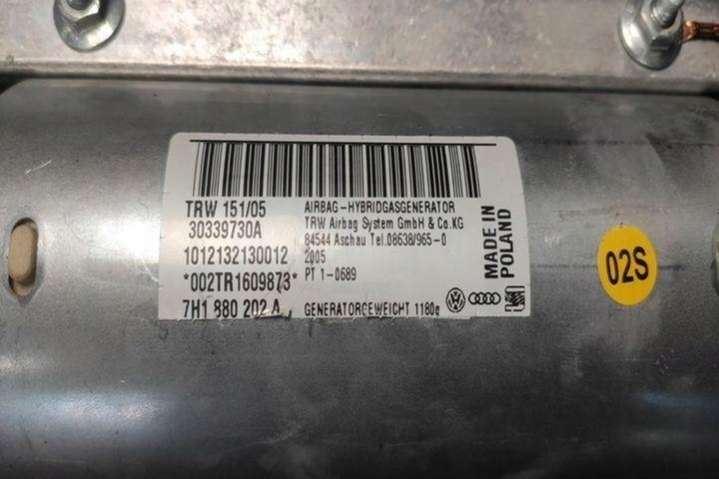 TRW 151/05
30339730A
1012132130012
*002TR1609873*
7H1 880 202 A
AIRBAG-HYBRIDGASGENERATOR
TRW Airbag System GmbH & Co.KG
84544 Aschau Tel.08638/965-0
2005
PT 1-0689
GENERATORGEWEICHT 1180g
MADE IN
POLAND
02S